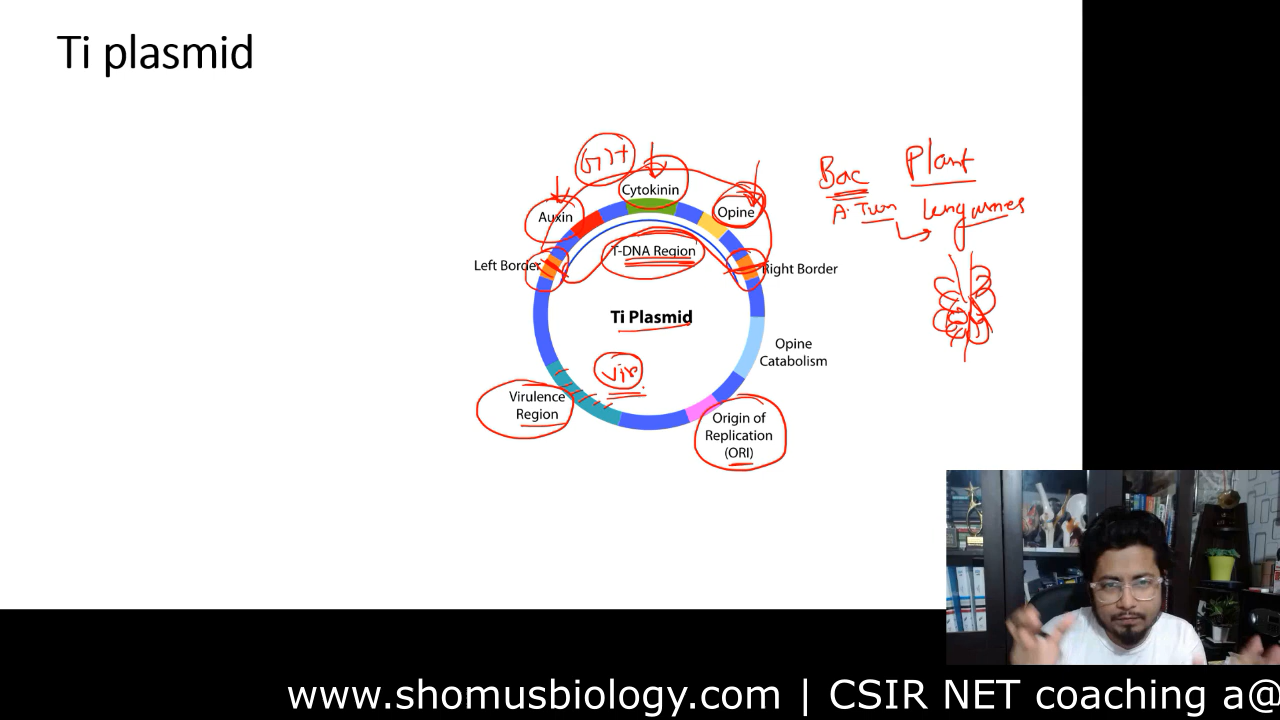 Ti plasmid
Cytokinin
Auxin
Opine
T-DNA Region
Left Border
Right Border
Ti Plasmid
Opine
Catabolism
Virulence
Region
vir
Origin of
Replication
(ORI)
Bac
Plant
A. Tum
www.shomusbiology.com | CSIR NET coaching a@